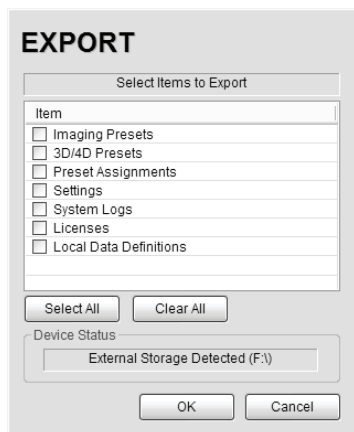 EXPORT
Select Items to Export
Item
Imaging Presets
3D/4D Presets
Preset Assignments
Settings
System Logs
Licenses
Local Data Definitions
Select All Clear All
Device Status
External Storage Detected (F:\)
OK Cancel